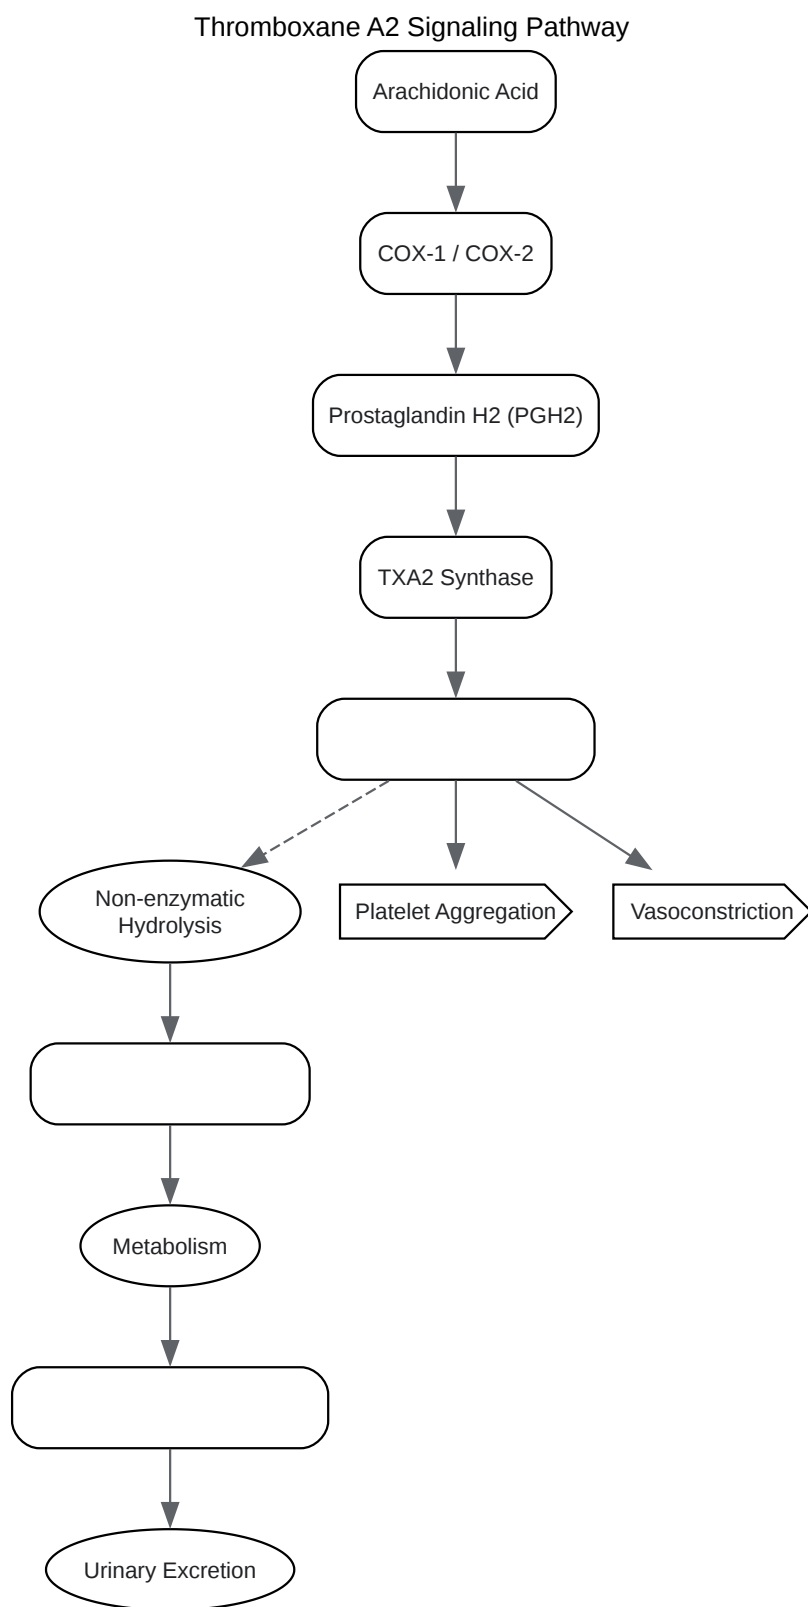 Thromboxane A2 Signaling Pathway
Arachidonic Acid
COX-1 / COX-2
Prostaglandin H2 (PGH2)
TXA2 Synthase
Non-enzymatic
Hydrolysis
Platelet Aggregation
Vasoconstriction
Metabolism
Urinary Excretion